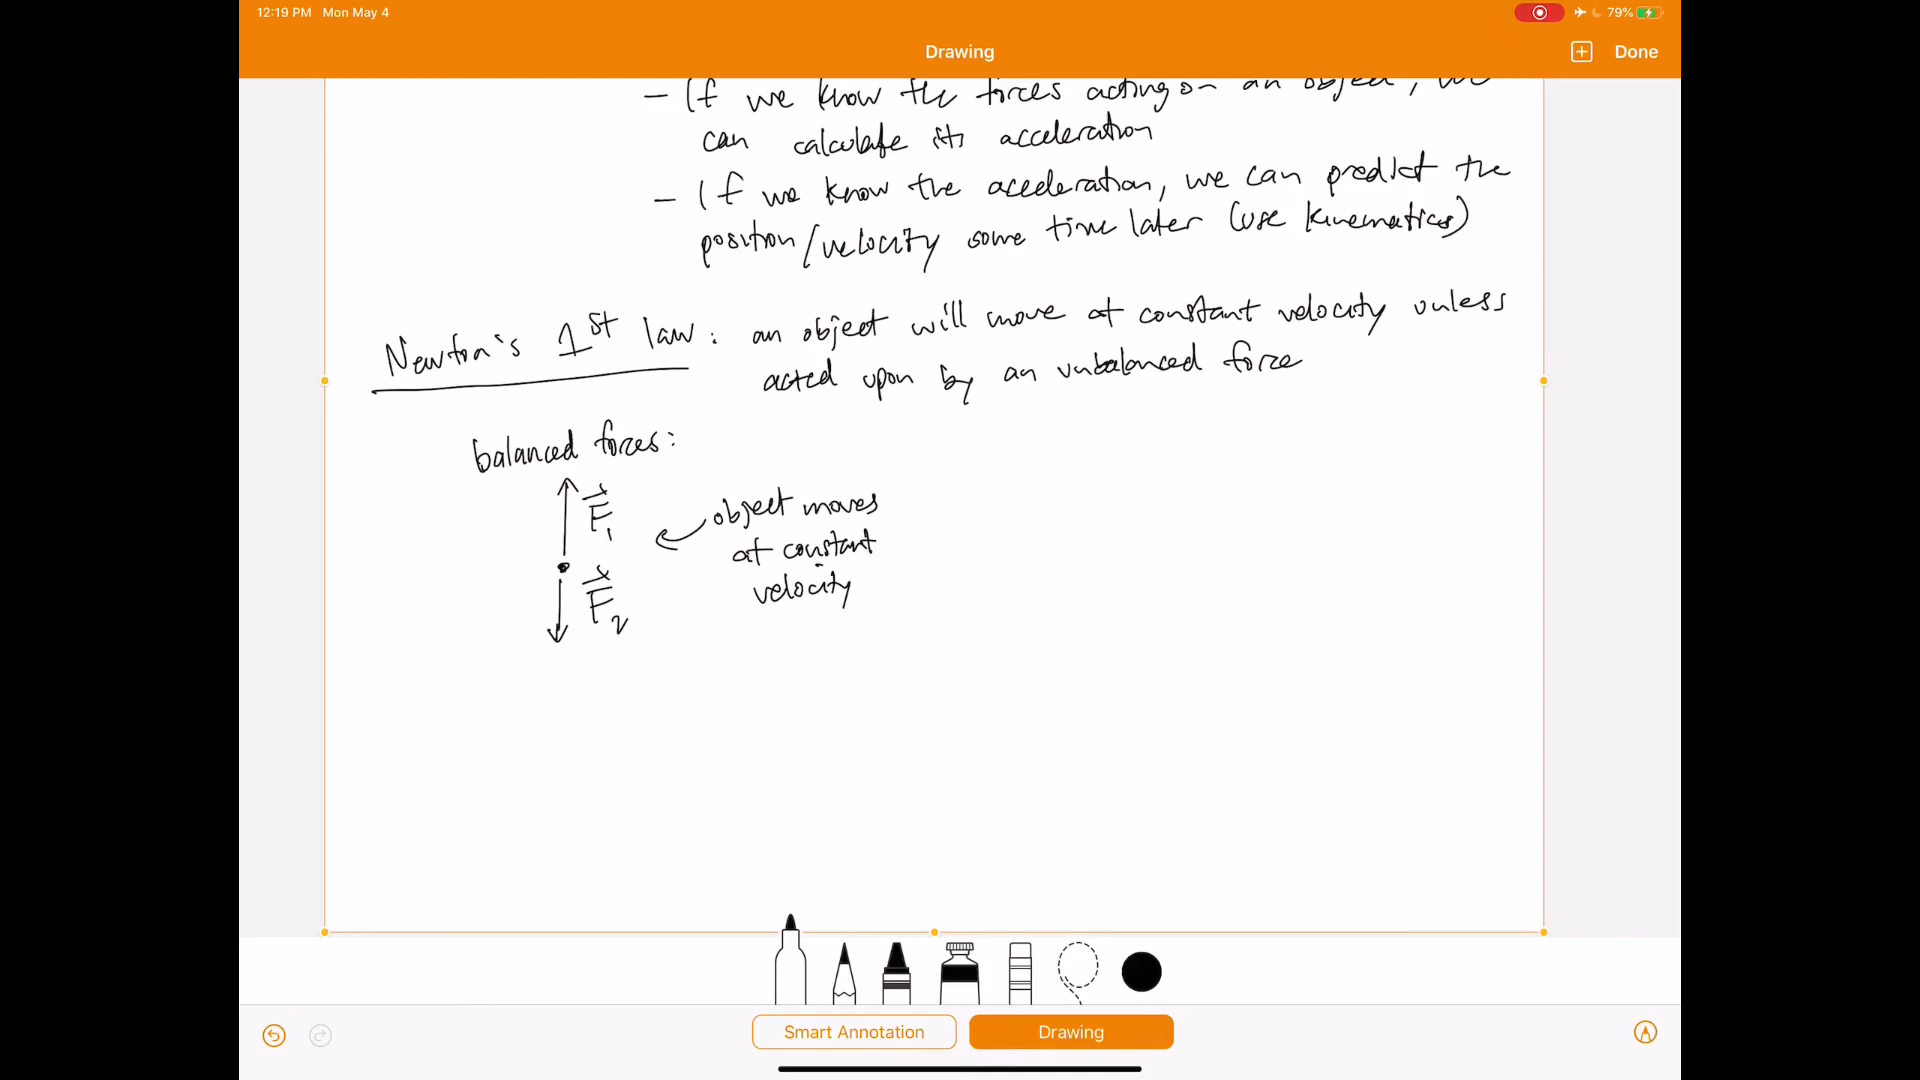 12:19 PM Mon May 4
79%
Drawing
Done
– If we know the forces acting on an object, we
can calculate its acceleration
– If we know the acceleration, we can predict the
position/velocity some time later (use kinematics)
Newton's 1st law: an object will move at constant velocity unless
acted upon by an unbalanced force
balanced forces:
F₁
object moves
at constant
velocity
F₂
Smart Annotation
Drawing